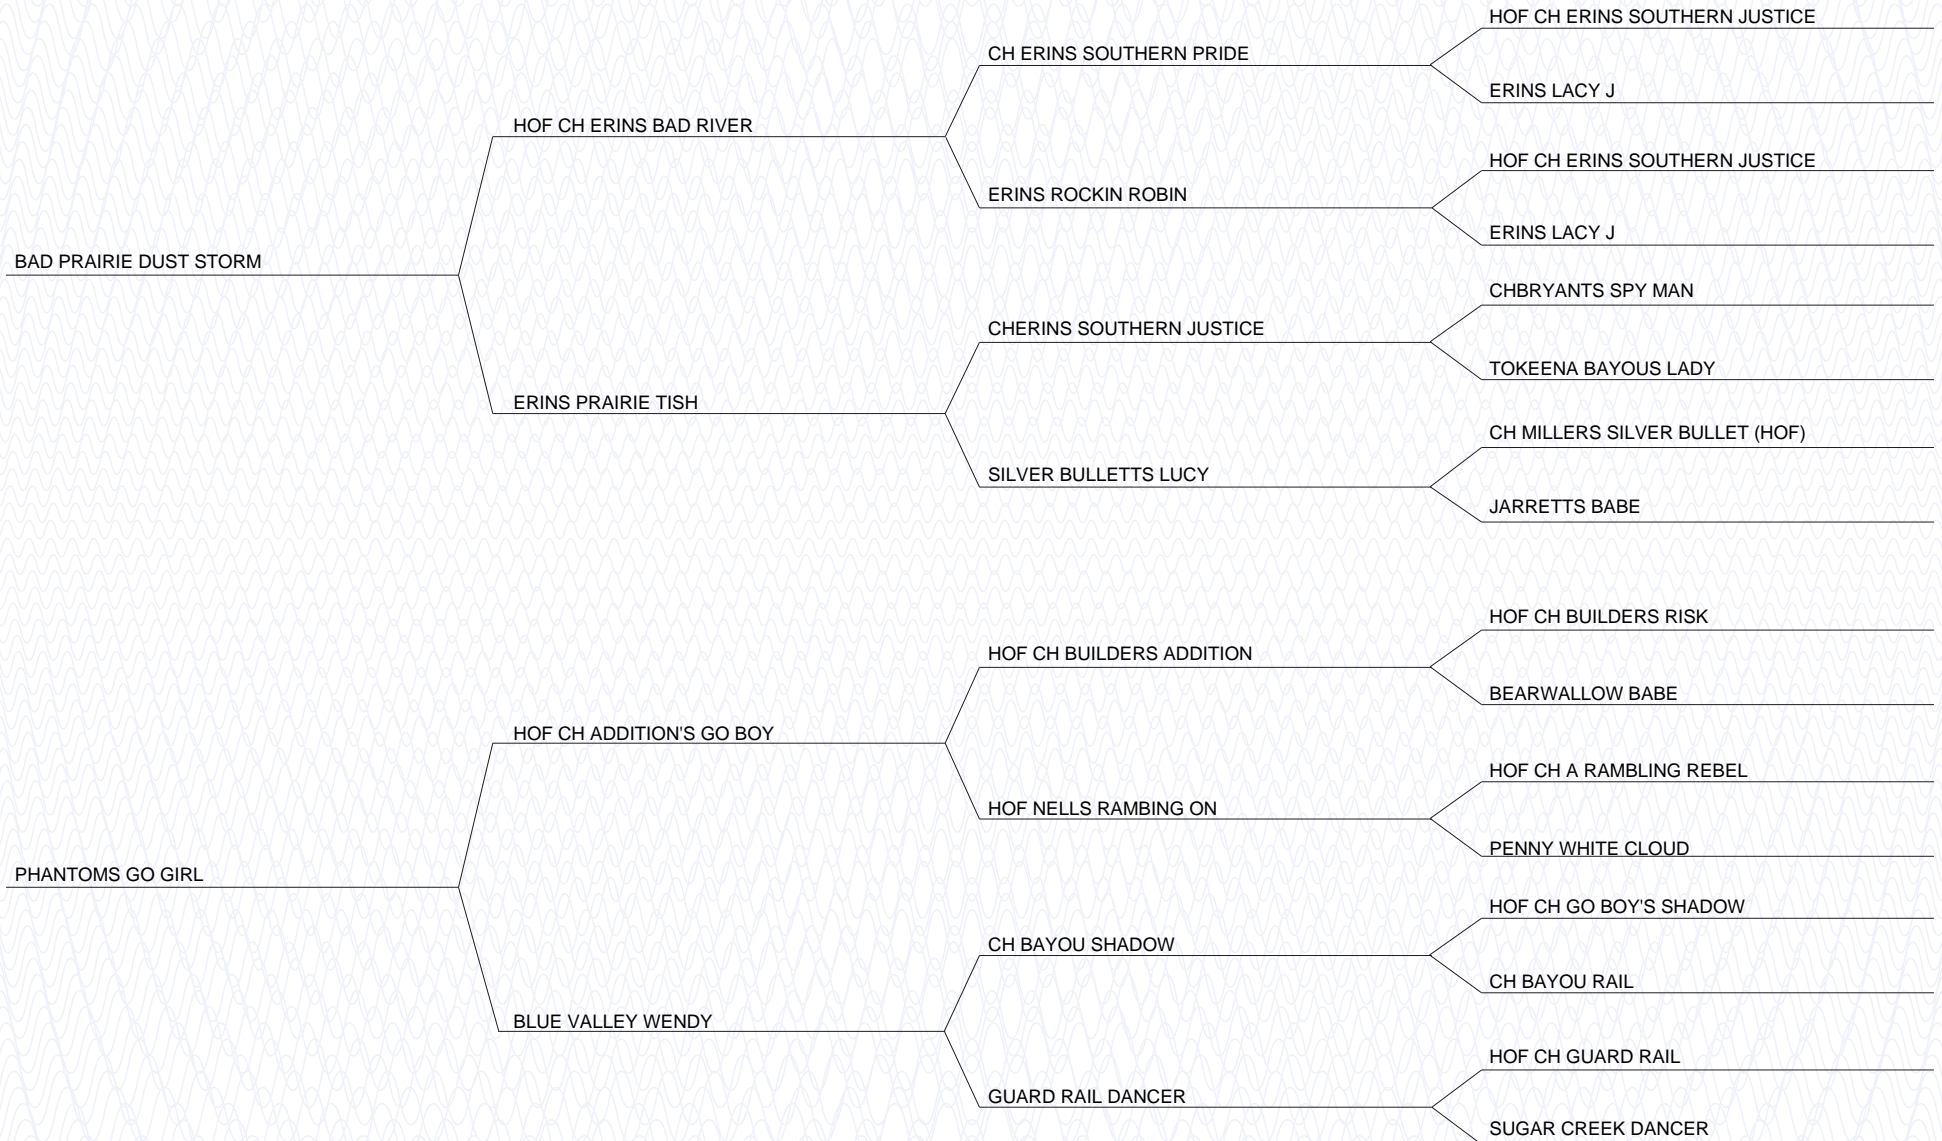 HOF CH ERINS SOUTHERN JUSTICE
CH ERINS SOUTHERN PRIDE
ERINS LACY J
HOF CH ERINS BAD RIVER
HOF CH ERINS SOUTHERN JUSTICE
ERINS ROCKIN ROBIN
ERINS LACY J
BAD PRAIRIE DUST STORM
CHBRYANTS SPY MAN
CHERINS SOUTHERN JUSTICE
TOKEENA BAYOUS LADY
ERINS PRAIRIE TISH
CH MILLERS SILVER BULLET (HOF)
SILVER BULLETTS LUCY
JARRETTS BABE
HOF CH BUILDERS RISK
HOF CH BUILDERS ADDITION
BEARWALLOW BABE
HOF CH ADDITION'S GO BOY
HOF CH A RAMBLING REBEL
HOF NELLS RAMBING ON
PENNY WHITE CLOUD
PHANTOMS GO GIRL
HOF CH GO BOY'S SHADOW
CH BAYOU SHADOW
CH BAYOU RAIL
BLUE VALLEY WENDY
HOF CH GUARD RAIL
GUARD RAIL DANCER
SUGAR CREEK DANCER